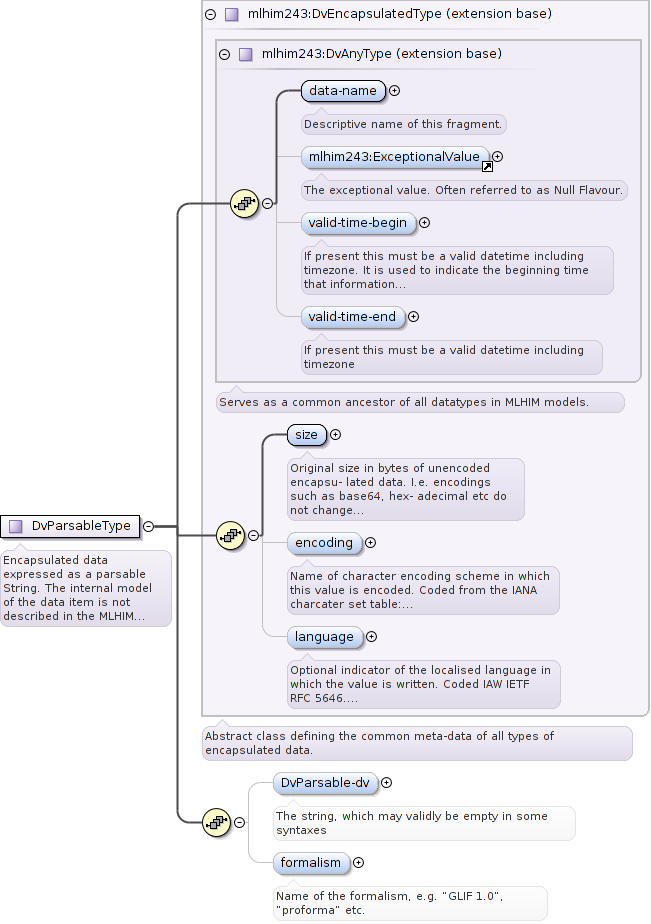 mlhim243:DvEncapsulatedType (extension base)
mlhim243:DvAnyType (extension base)
data-name
Descriptive name of this fragment.
mlhim243:ExceptionalValue
The exceptional value. Often referred to as Null Flavour.
valid-time-begin
If present this must be a valid datetime including
timezone. It is used to indicate the beginning time
that information...
valid-time-end
If present this must be a valid datetime including
timezone
Serves as a common ancestor of all datatypes in MLHIM models.
size
Original size in bytes of unencoded
encapsu- lated data. I.e. encodings
such as base64, hex- adecimal etc do
not change...
DvParsableType
Encapsulated data
expressed as a parsable
String. The internal model
of the data item is not
described in the MLHIM...
encoding
Name of character encoding scheme in which
this value is encoded. Coded from the IANA
charcater set table:...
language
Optional indicator of the localised language in
which the value is written. Coded IAW IETF
RFC 5646....
Abstract class defining the common meta-data of all types of
encapsulated data.
DvParsable-dv
The string, which may validly be empty in some
syntaxes
formalism
Name of the formalism, e.g. "GLIF 1.0",
"proforma" etc.